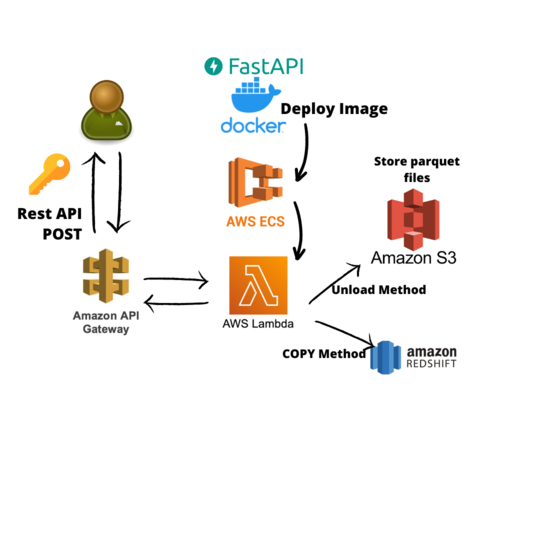 FastAPI
docker
Deploy Image
Store parquet
files
Rest API
POST
AWS ECS
Amazon S3
Unload Method
Amazon API
Gateway
AWS Lambda
COPY Method
amazon
REDSHIFT